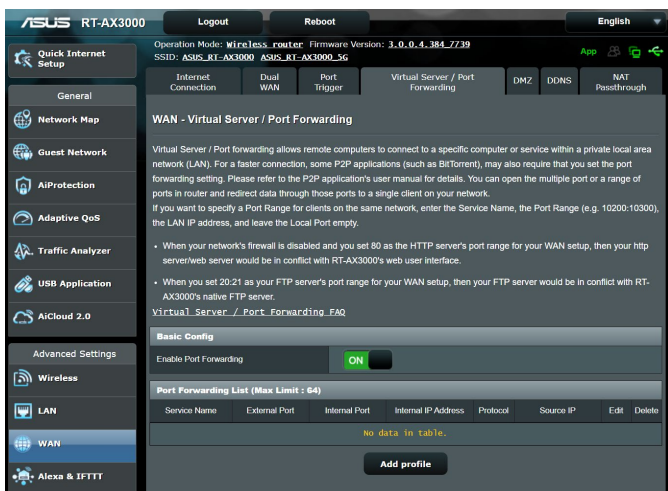 ASUS RT-AX3000 Logout Reboot English
Quick Internet Setup
Operation Mode: Wireless router Firmware Version: 3.0.0.4.384_7739
SSID: ASUS_RT-AX3000 ASUS_RT-AX3000_5G
App
Internet Connection Dual WAN Port Trigger Virtual Server / Port Forwarding DMZ DDNS NAT Passthrough
General
Network Map
Guest Network
AiProtection
Adaptive QoS
Traffic Analyzer
USB Application
AiCloud 2.0
Advanced Settings
Wireless
LAN
WAN
Alexa & IFTTT
WAN - Virtual Server / Port Forwarding
Virtual Server / Port forwarding allows remote computers to connect to a specific computer or service within a private local area
network (LAN). For a faster connection, some P2P applications (such as BitTorrent), may also require that you set the port
forwarding setting. Please refer to the P2P application's user manual for details. You can open the multiple port or a range of
ports in router and redirect data through those ports to a single client on your network.
If you want to specify a Port Range for clients on the same network, enter the Service Name, the Port Range (e.g. 10200:10300),
the LAN IP address, and leave the Local Port empty.
• When your network's firewall is disabled and you set 80 as the HTTP server's port range for your WAN setup, then your http
server/web server would be in conflict with RT-AX3000's web user interface.
• When you set 20:21 as your FTP server's port range for your WAN setup, then your FTP server would be in conflict with RT-
AX3000's native FTP server.
Virtual Server / Port Forwarding FAQ
Basic Config
Enable Port Forwarding ON
Port Forwarding List (Max Limit : 64)
Service Name External Port Internal Port Internal IP Address Protocol Source IP Edit Delete
No data in table.
Add profile